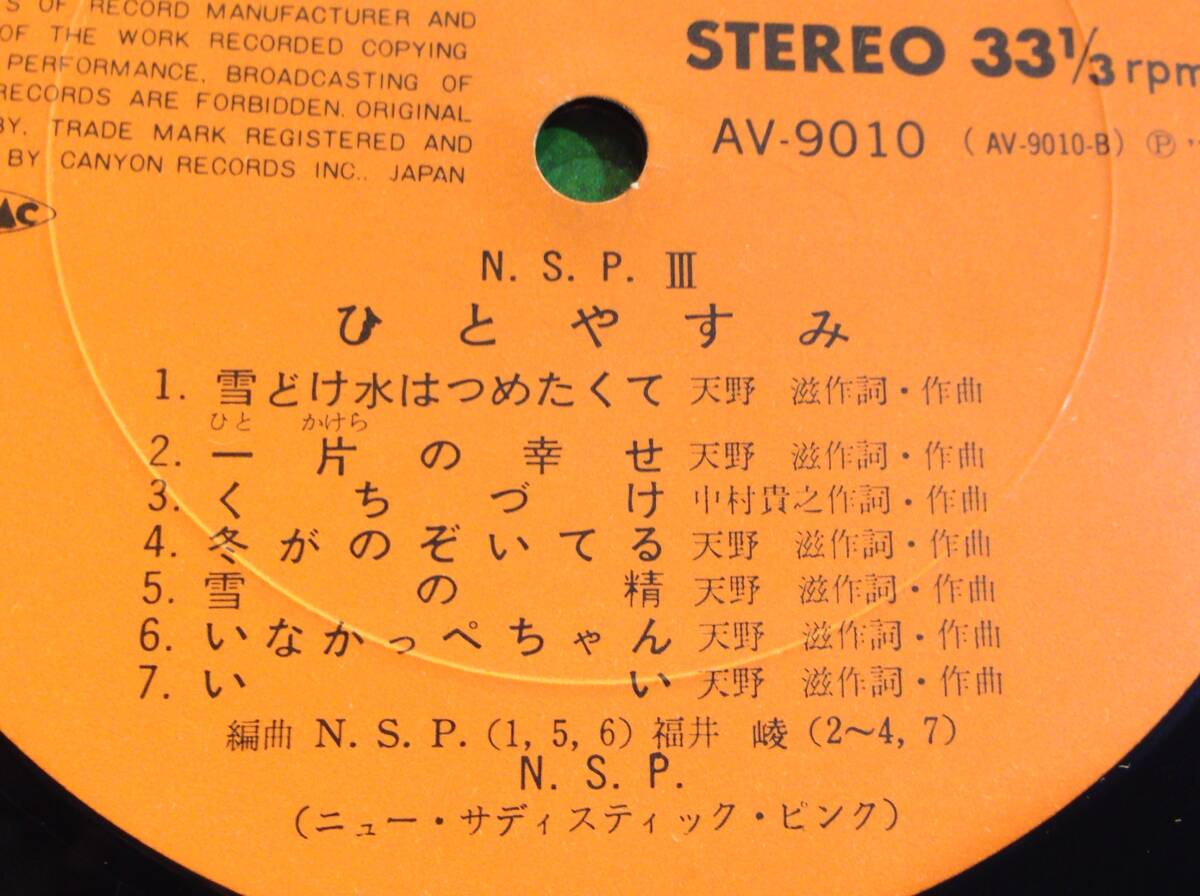 OF RECORD MANUFACTURER AND
OF THE WORK RECORDED COPYING
PERFORMANCE, BROADCASTING OF
RECORDS ARE FORBIDDEN. ORIGINAL
BY. TRADE MARK REGISTERED AND
BY CANYON RECORDS INC., JAPAN
STEREO 33 1/3 rpm
AV-9010 (AV-9010-B) Ⓟ
N. S. P. III
ひとやすみ
1. 雪どけ水はつめたくて 天野 滋作詞・作曲
ひと かけら
2. 一片の幸せ 天野 滋作詞・作曲
3. くちづけ 中村貴之作詞・作曲
4. 冬がのぞいてる 天野 滋作詞・作曲
5. 雪の精 天野 滋作詞・作曲
6. いなかっぺちゃん 天野 滋作詞・作曲
7. いい 天野 滋作詞・作曲
編曲 N. S. P. (1, 5, 6) 福井 崚 (2〜4, 7)
N. S. P.
(ニュー・サディスティック・ピンク)